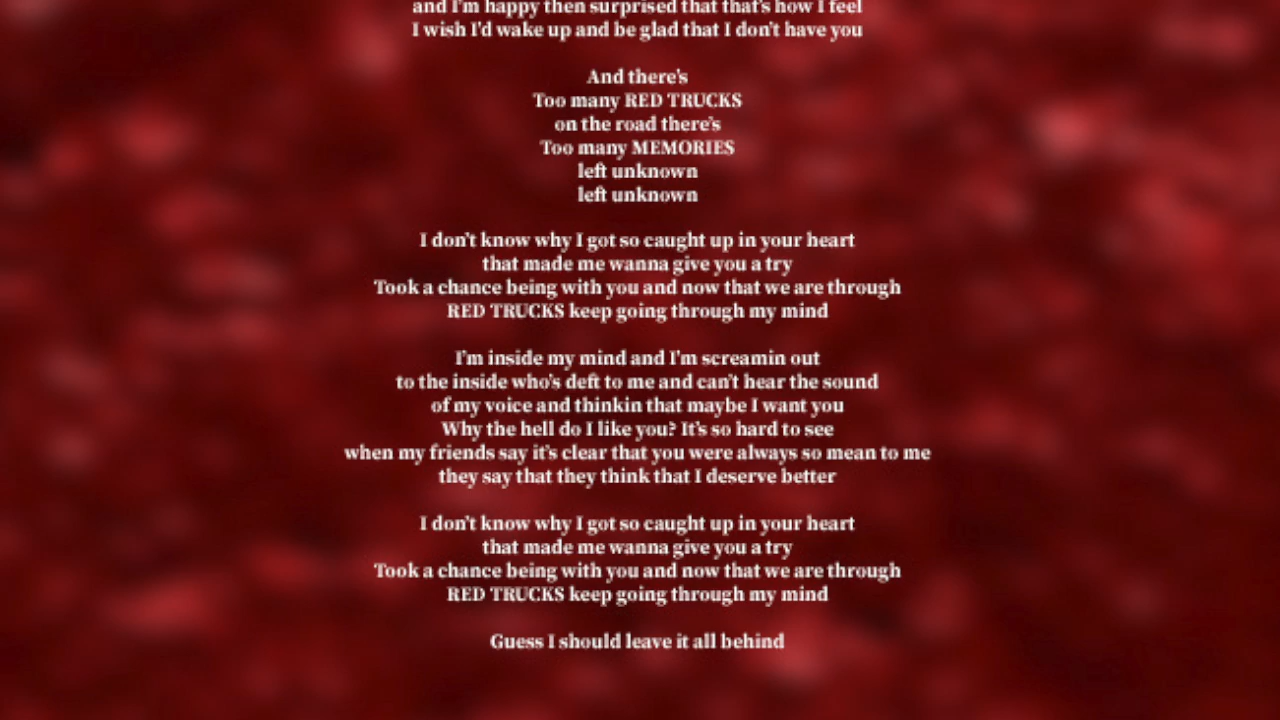 and I'm happy then surprised that that's how I feel
I wish I'd wake up and be glad that I don't have you
And there's
Too many RED TRUCKS
on the road there's
Too many MEMORIES
left unknown
left unknown
I don't know why I got so caught up in your heart
that made me wanna give you a try
Took a chance being with you and now that we are through
RED TRUCKS keep going through my mind
I'm inside my mind and I'm screamin out
to the inside who's deft to me and can't hear the sound
of my voice and thinkin that maybe I want you
Why the hell do I like you? It's so hard to see
when my friends say it's clear that you were always so mean to me
they say that they think that I deserve better
I don't know why I got so caught up in your heart
that made me wanna give you a try
Took a chance being with you and now that we are through
RED TRUCKS keep going through my mind
Guess I should leave it all behind